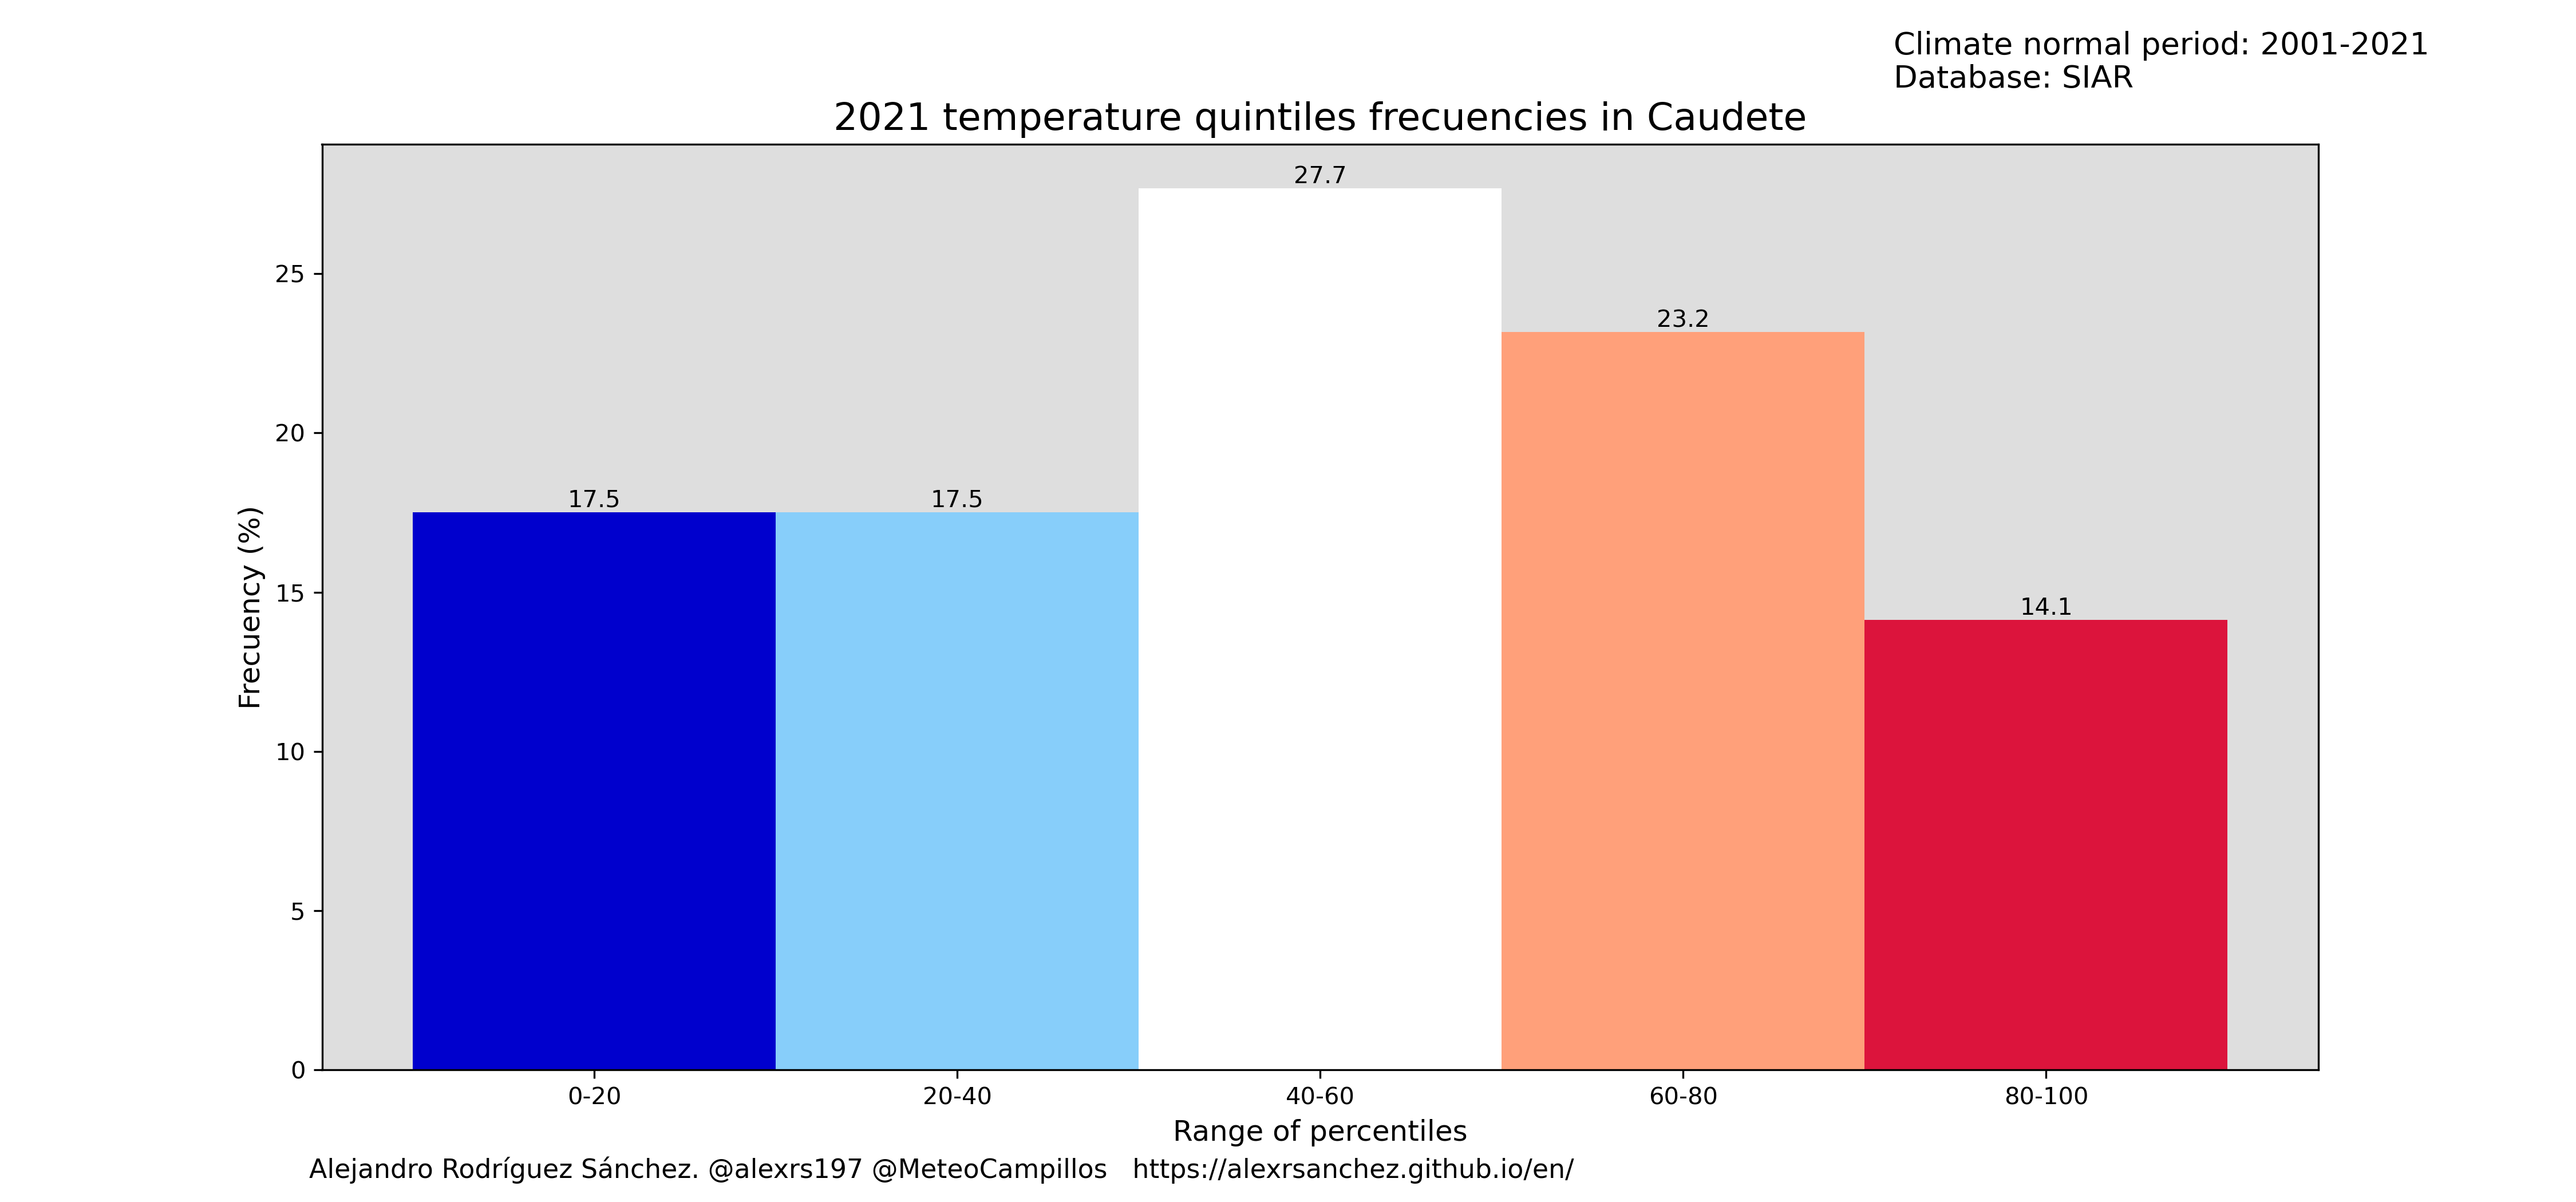 Climate normal period: 2001-2021
Database: SIAR
2021 temperature quintiles frecuencies in Caudete
27.7
25
23.2
20
17.5 17.5
Frecuency (%)
15
14.1
10
5
0
0-20 20-40 40-60 60-80 80-100
Range of percentiles
Alejandro Rodríguez Sánchez. @alexrs197 @MeteoCampillos https://alexrsanchez.github.io/en/